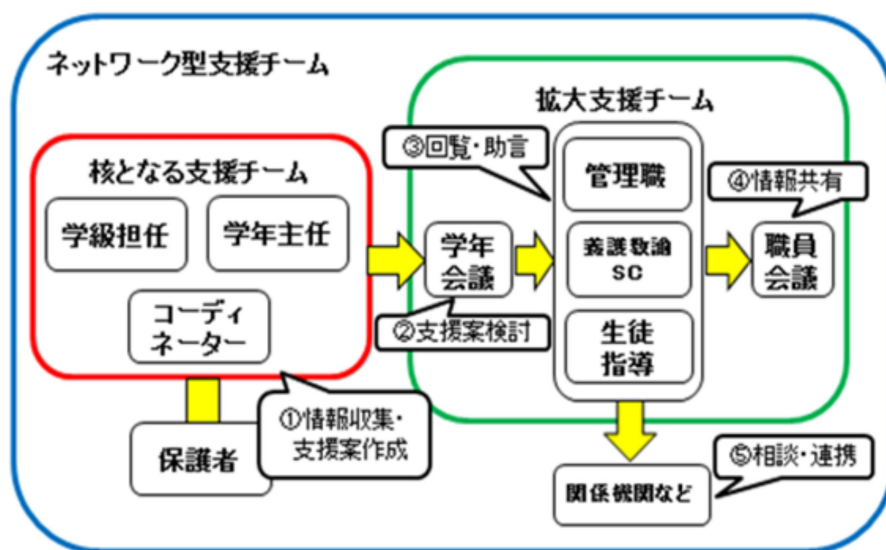 ネットワーク型支援チーム
拡大支援チーム
③回覧・助言
核となる支援チーム
管理職
④情報共有
学級担任
学年主任
学年
会議
養護教諭
SC
職員
会議
コーディ
ネーター
②支援案検討
生徒
指導
①情報収集・
支援案作成
保護者
⑤相談・連携
関係機関など